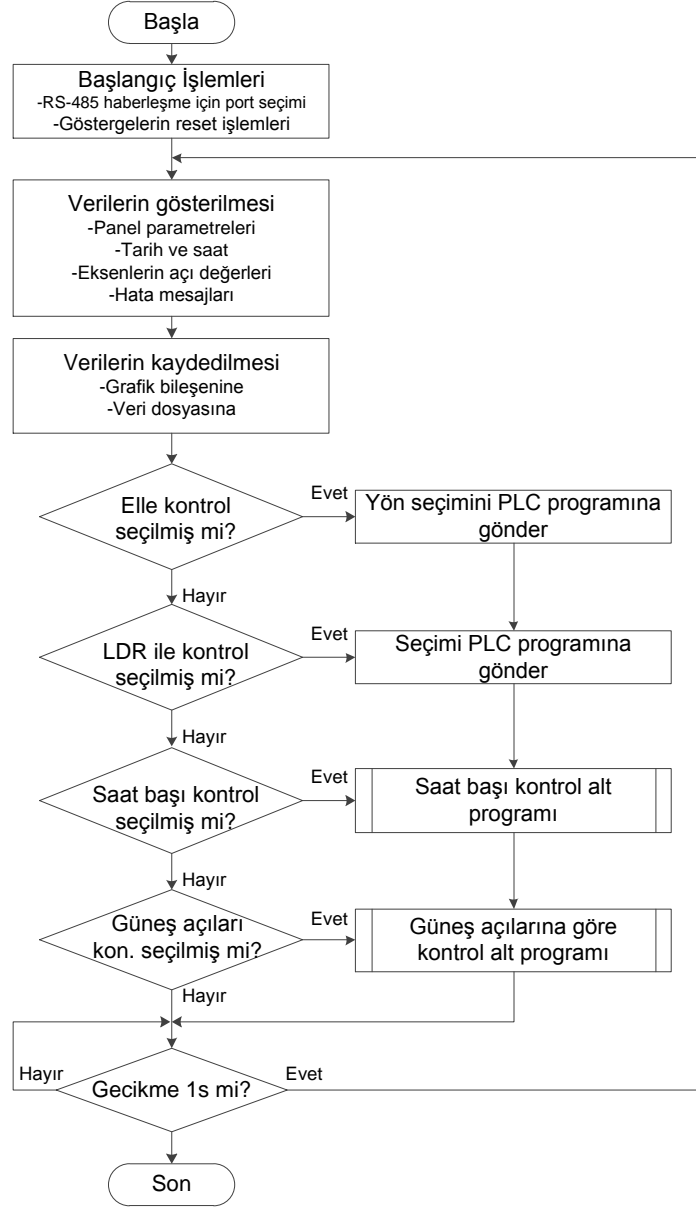 Başla
Başlangıç İşlemleri
-RS-485 haberleşme için port seçimi
-Göstergelerin reset işlemleri
Verilerin gösterilmesi
-Panel parametreleri
-Tarih ve saat
-Eksenlerin açı değerleri
-Hata mesajları
Verilerin kaydedilmesi
-Grafik bileşenine
-Veri dosyasına
Elle kontrol
seçilmiş mi?
Evet
Yön seçimini PLC programına
gönder
Hayır
LDR ile kontrol
seçilmiş mi?
Evet
Seçimi PLC programına
gönder
Hayır
Saat başı kontrol
seçilmiş mi?
Evet
Saat başı kontrol alt
programı
Hayır
Güneş açıları
kon. seçilmiş mi?
Evet
Güneş açılarına göre
kontrol alt programı
Hayır
Hayır
Gecikme 1s mi?
Evet
Son